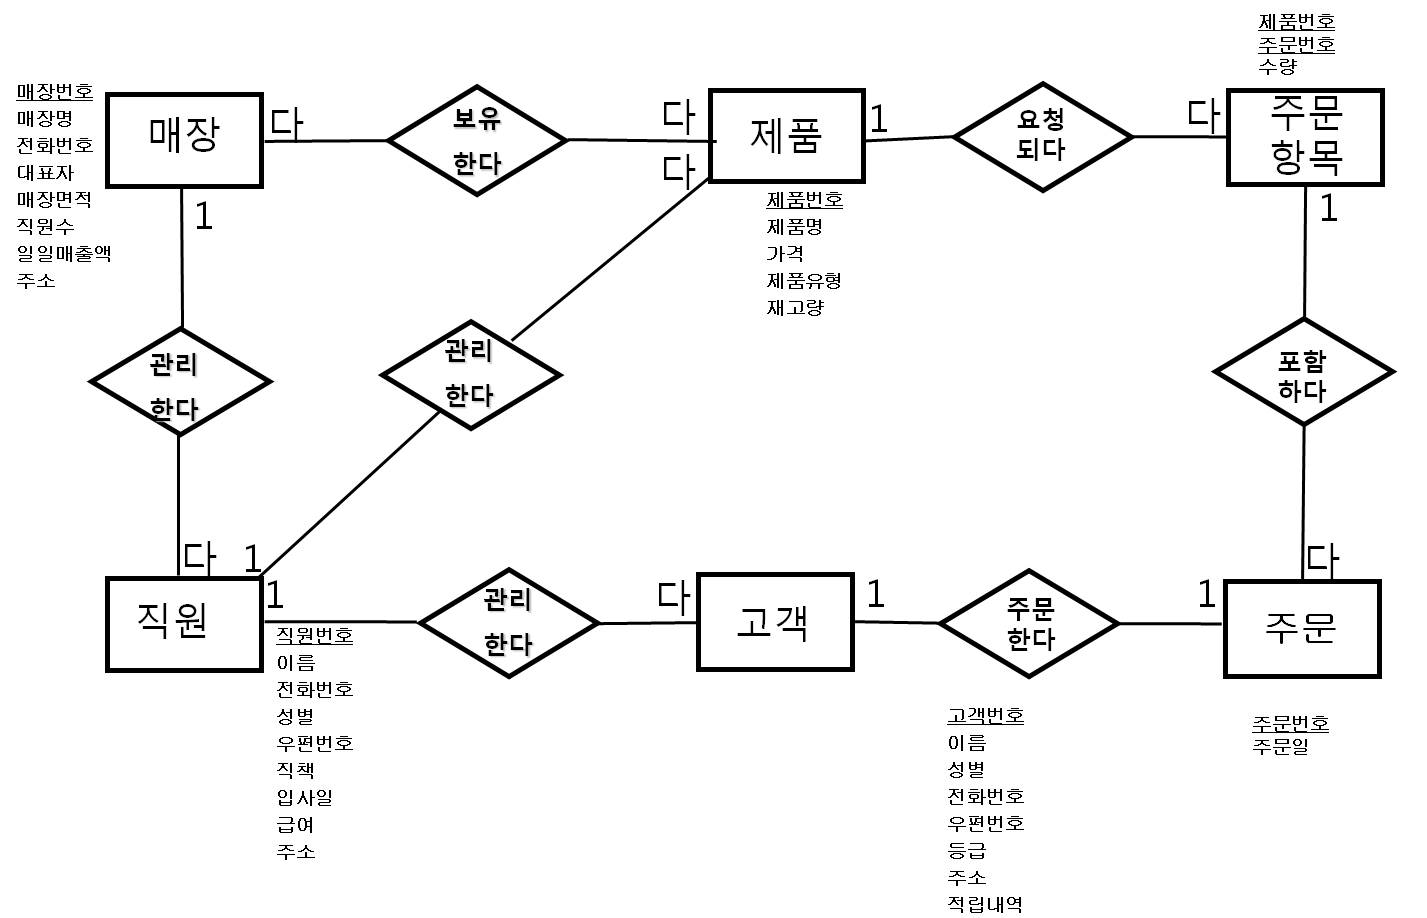 제품번호
주문번호
수량
매장번호
매장명
전화번호
대표자
매장면적
직원수
일일매출액
주소
매장
다
보유
한다
다
제품
1
요청
되다
다
주문
항목
다
제품번호
제품명
가격
제품유형
재고량
1
1
관리
한다
관리
한다
포함
하다
다
1
다
직원
1
관리
한다
다
고객
1
주문
한다
1
주문
직원번호
이름
전화번호
성별
우편번호
직책
입사일
급여
주소
고객번호
이름
성별
전화번호
우편번호
등급
주소
적립내역
주문번호
주문일